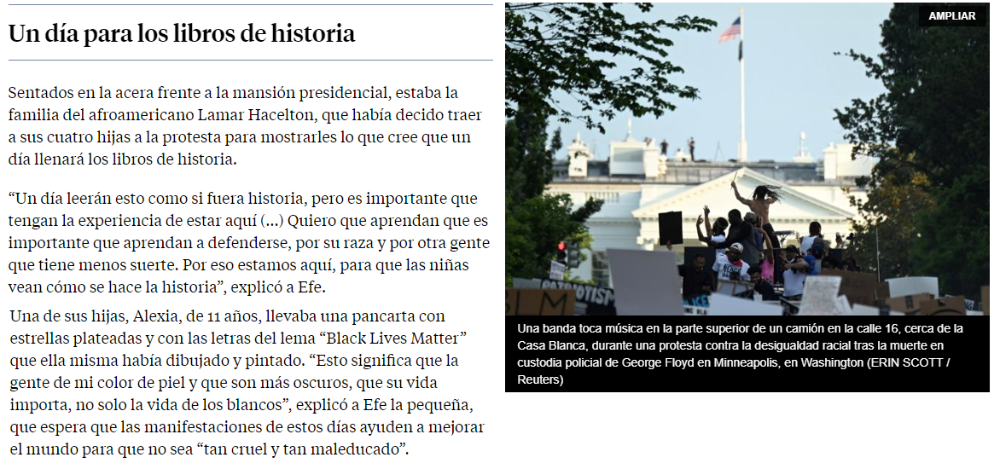 Un día para los libros de historia
Sentados en la acera frente a la mansión presidencial, estaba la
familia del afroamericano Lamar Hacelton, que había decido traer
a sus cuatro hijas a la protesta para mostrarles lo que cree que un
día llenará los libros de historia.
“Un día leerán esto como si fuera historia, pero es importante que
tengan la experiencia de estar aquí (...) Quiero que aprendan que es
importante que aprendan a defenderse, por su raza y por otra gente
que tiene menos suerte. Por eso estamos aquí, para que las niñas
vean cómo se hace la historia”, explicó a Efe.
Una de sus hijas, Alexia, de 11 años, llevaba una pancarta con
estrellas plateadas y con las letras del lema “Black Lives Matter”
que ella misma había dibujado y pintado. “Esto significa que la
gente de mi color de piel y que son más oscuros, que su vida
importa, no solo la vida de los blancos”, explicó a Efe la pequeña,
que espera que las manifestaciones de estos días ayuden a mejorar
el mundo para que no sea “tan cruel y tan maleducado”.
AMPLIAR
PATRIOTISM
BLM
Una banda toca música en la parte superior de un camión en la calle 16, cerca de la
Casa Blanca, durante una protesta contra la desigualdad racial tras la muerte en
custodia policial de George Floyd en Minneapolis, en Washington (ERIN SCOTT /
Reuters)